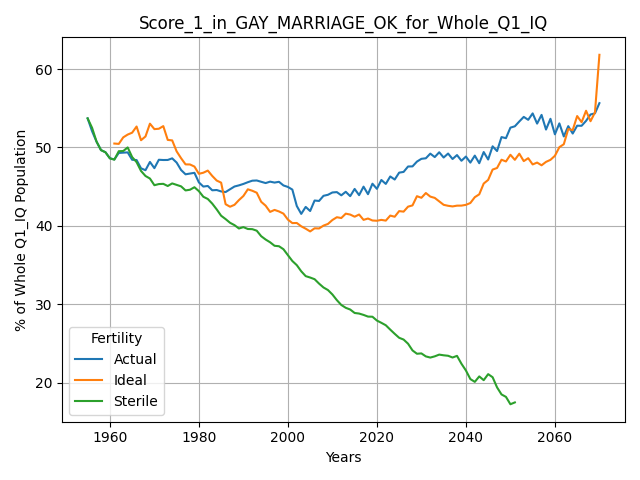 Score_1_in_GAY_MARRIAGE_OK_for_Whole_Q1_IQ
% of Whole Q1_IQ Population
60
50
40
30
20
Fertility
Actual
Ideal
Sterile
1960 1980 2000 2020 2040 2060
Years